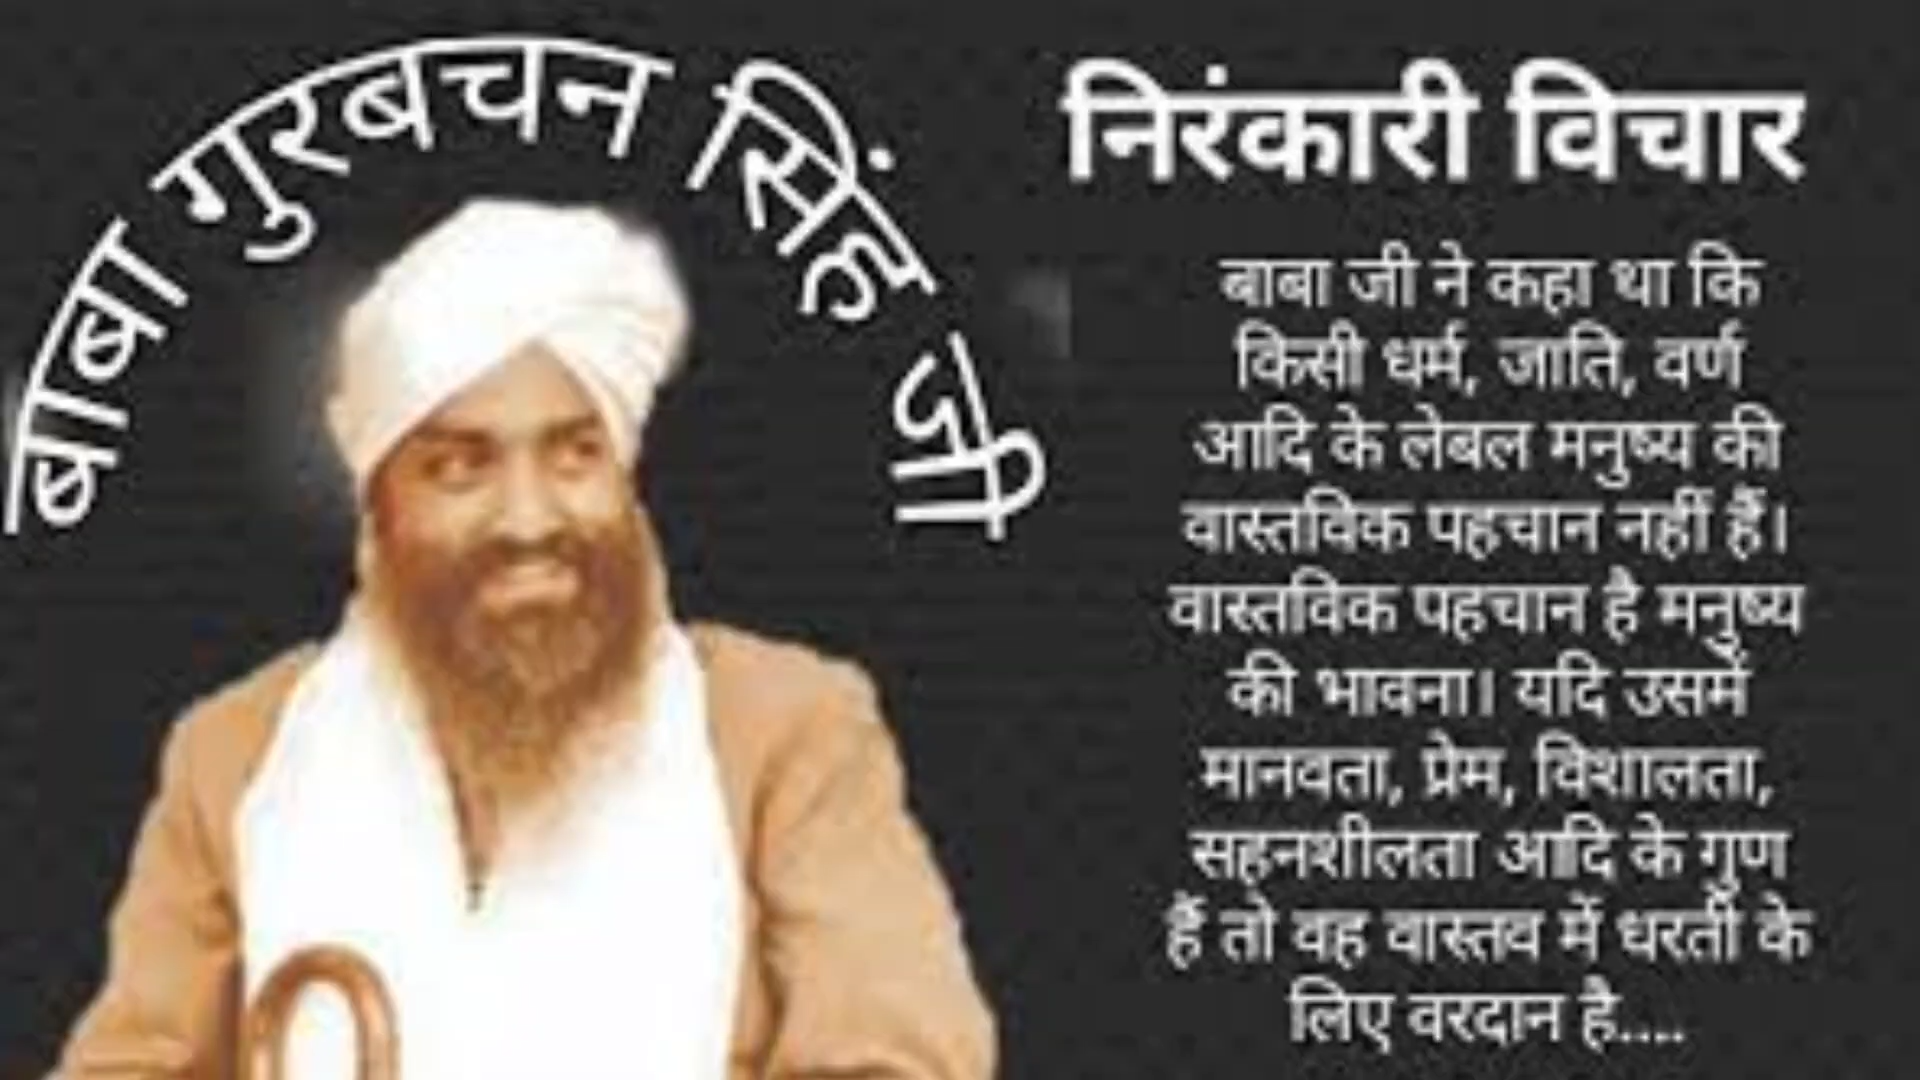 बाबा गुरबचन सिंह जी
निरंकारी विचार
बाबा जी ने कहा था कि
किसी धर्म, जाति, वर्ण
आदि के लेबल मनुष्य की
वास्तविक पहचान नहीं हैं।
वास्तविक पहचान है मनुष्य
की भावना। यदि उसमें
मानवता, प्रेम, विशालता,
सहनशीलता आदि के गुण
हैं तो वह वास्तव में धरती के
लिए वरदान है....